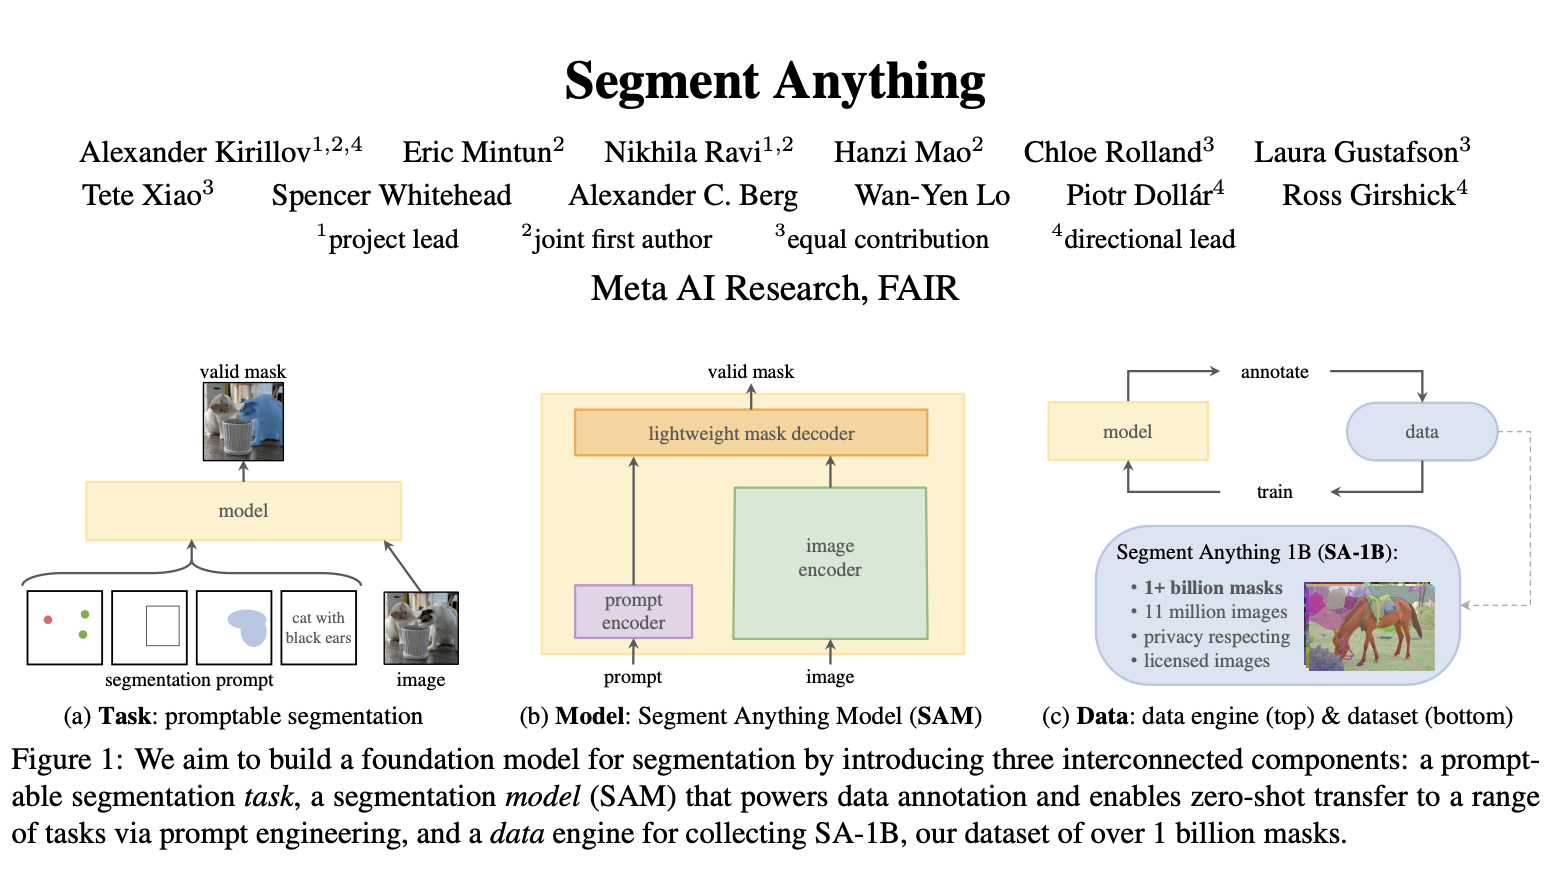 Segment Anything
Alexander Kirillov1,2,4 Eric Mintun2 Nikhila Ravi1,2 Hanzi Mao2 Chloe Rolland3 Laura Gustafson3
Tete Xiao3 Spencer Whitehead Alexander C. Berg Wan-Yen Lo Piotr Dollár4 Ross Girshick4
1project lead 2joint first author 3equal contribution 4directional lead
Meta AI Research, FAIR
valid mask
model
cat with
black ears
segmentation prompt
image
(a) Task: promptable segmentation
valid mask
lightweight mask decoder
image
encoder
prompt
encoder
prompt
image
(b) Model: Segment Anything Model (SAM)
annotate
model
data
train
Segment Anything 1B (SA-1B):
• 1+ billion masks
• 11 million images
• privacy respecting
• licensed images
(c) Data: data engine (top) & dataset (bottom)
Figure 1: We aim to build a foundation model for segmentation by introducing three interconnected components: a prompt-
able segmentation task, a segmentation model (SAM) that powers data annotation and enables zero-shot transfer to a range
of tasks via prompt engineering, and a data engine for collecting SA-1B, our dataset of over 1 billion masks.